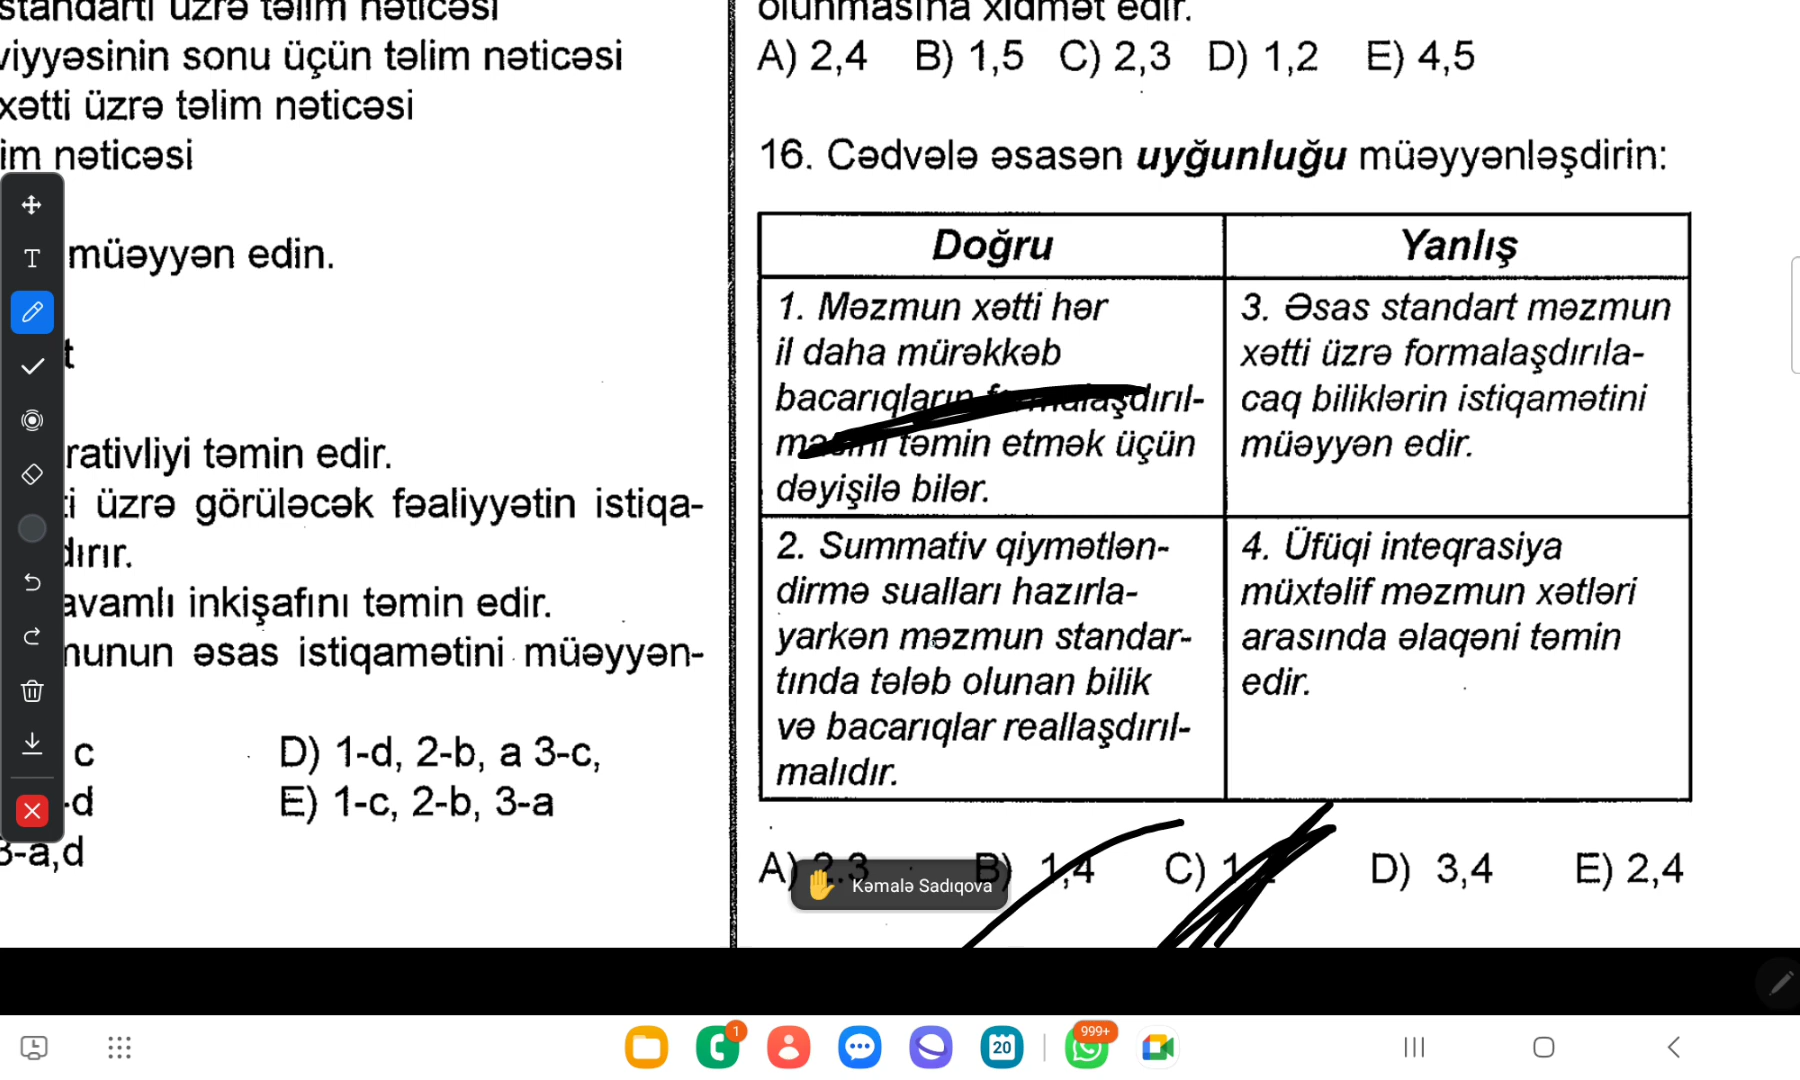 standartı üzrə təlim nəticəsi
viyyəsinin sonu üçün təlim nəticəsi
xətti üzrə təlim nəticəsi
im nəticəsi
müəyyən edin.
t
rativliyi təmin edir.
i üzrə görüləcək fəaliyyətin istiqa-
dırır.
avamlı inkişafını təmin edir.
munun əsas istiqamətini müəyyən-
c
D) 1-d, 2-b, a 3-c,
-d
E) 1-c, 2-b, 3-a
3-a,d
olunmasına xidmət edir.
A) 2,4 B) 1,5 C) 2,3 D) 1,2 E) 4,5
16. Cədvələ əsasən uyğunluğu müəyyənləşdirin:
Doğru
Yanlış
1. Məzmun xətti hər
il daha mürəkkəb
bacarıqların formalaşdırıl-
masını təmin etmək üçün
dəyişilə bilər.
3. Əsas standart məzmun
xətti üzrə formalaşdırıla-
caq biliklərin istiqamətini
müəyyən edir.
2. Summativ qiymətlən-
dirmə sualları hazırla-
yarkən məzmun standar-
tında tələb olunan bilik
və bacarıqlar reallaşdırıl-
malıdır.
4. Üfüqi inteqrasiya
müxtəlif məzmun xətləri
arasında əlaqəni təmin
edir.
A) 2.3 B) 1,4 C) 1 D) 3,4 E) 2,4
Kəmalə Sadıqova
1
20
999+